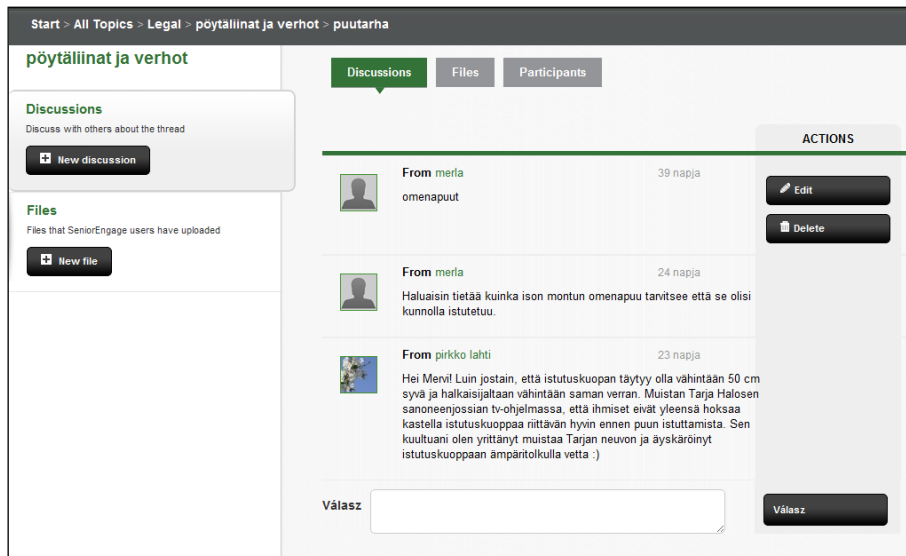 Start > All Topics > Legal > pöytäliinat ja verhot > puutarha
pöytäliinat ja verhot
Discussions
Discuss with others about the thread
New discussion
Files
Files that SeniorEngage users have uploaded
New file
Discussions Files Participants
ACTIONS
From merla 39 napja
omenapuut
Edit
Delete
From merla 24 napja
Haluaisin tietää kuinka ison montun omenapuu tarvitsee että se olisi
kunnolla istutetuu.
From pirkko lahti 23 napja
Hei Mervi! Luin jostain, että istutuskuopan täytyy olla vähintään 50 cm
syvä ja halkaisijaltaan vähintään saman verran. Muistan Tarja Halosen
sanoneenjossian tv-ohjelmassa, että ihmiset eivät yleensä hoksaa
kastella istutuskuoppaa riittävän hyvin ennen puun istuttamista. Sen
kuultuani olen yrittänyt muistaa Tarjan neuvon ja äyskäröinyt
istutuskuoppaan ämpäritolkulla vetta :)
Válasz
Válasz